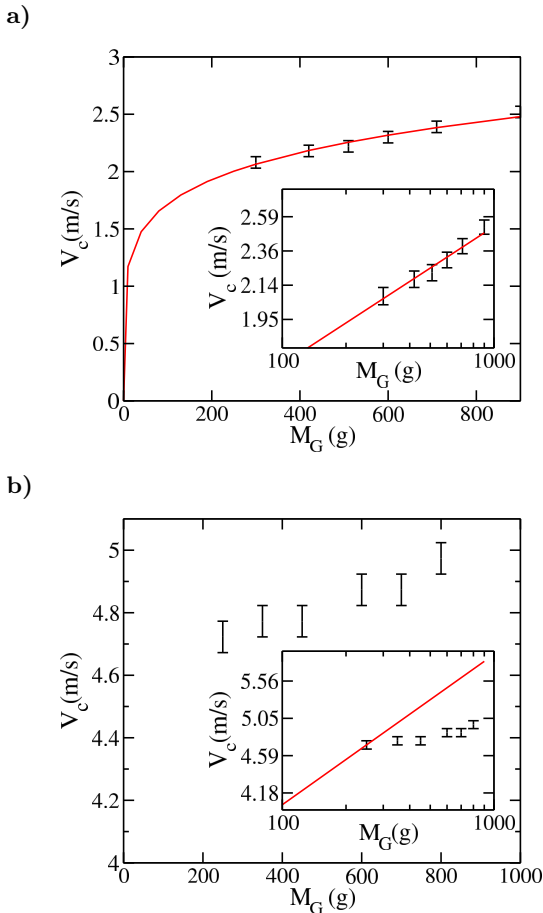 a)
3
2.5
2
1.5
1
0.5
0
V_c(m/s)
0 200 400 600 800
M_G (g)
2.59
2.36
2.14
1.95
V_c (m/s)
100 1000
M_G (g)
b)
5
4.8
4.6
4.4
4.2
4
V_c(m/s)
0 200 400 600 800 1000
M_G (g)
5.56
5.05
4.59
4.18
V_c(m/s)
100 1000
M_G(g)